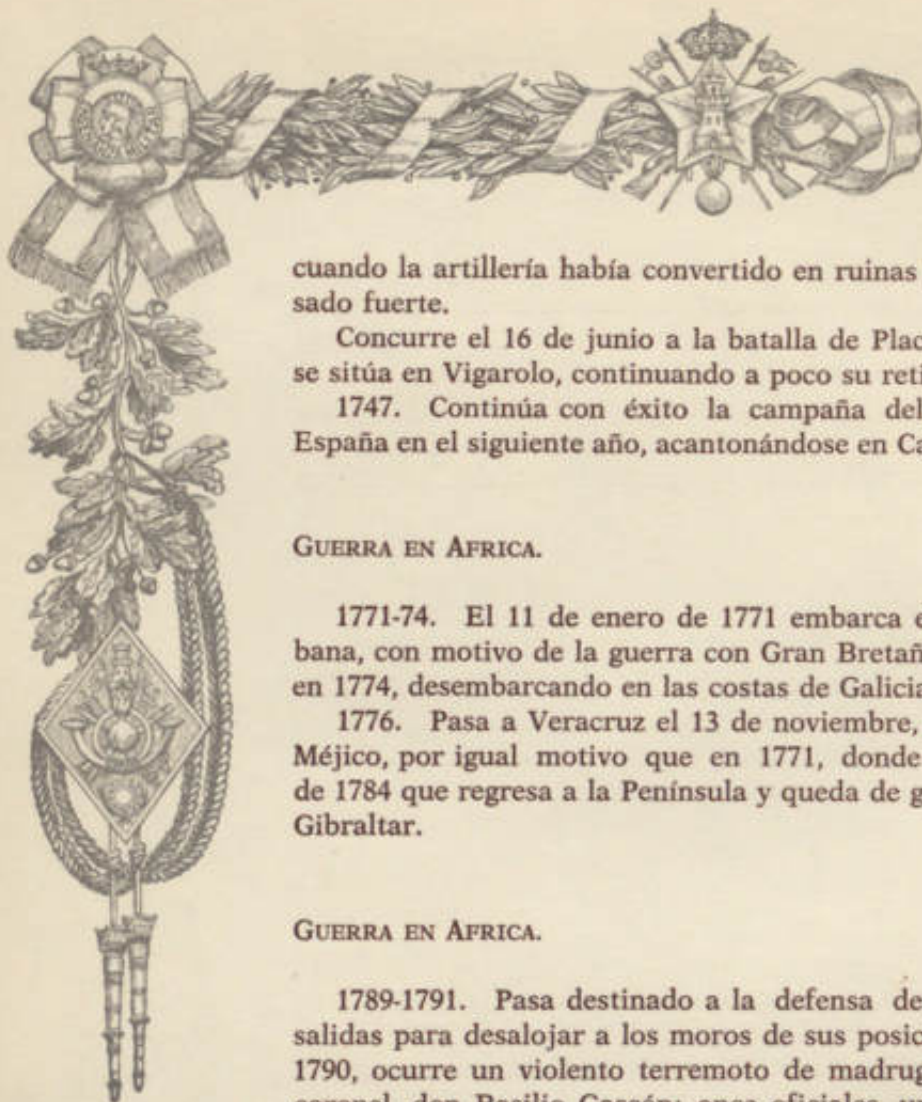 cuando la artillería había convertido en ruinas
sado fuerte.
Concurre el 16 de junio a la batalla de Plac
se sitúa en Vigarolo, continuando a poco su reti
1747. Continúa con éxito la campaña del
España en el siguiente año, acantonándose en Ca
GUERRA EN AFRICA.
1771-74. El 11 de enero de 1771 embarca e
bana, con motivo de la guerra con Gran Bretañ
en 1774, desembarcando en las costas de Galicia
1776. Pasa a Veracruz el 13 de noviembre,
Méjico, por igual motivo que en 1771, donde
de 1784 que regresa a la Península y queda de g
Gibraltar.
GUERRA EN AFRICA.
1789-1791. Pasa destinado a la defensa de
salidas para desalojar a los moros de sus posic
1790, ocurre un violento terremoto de madrug